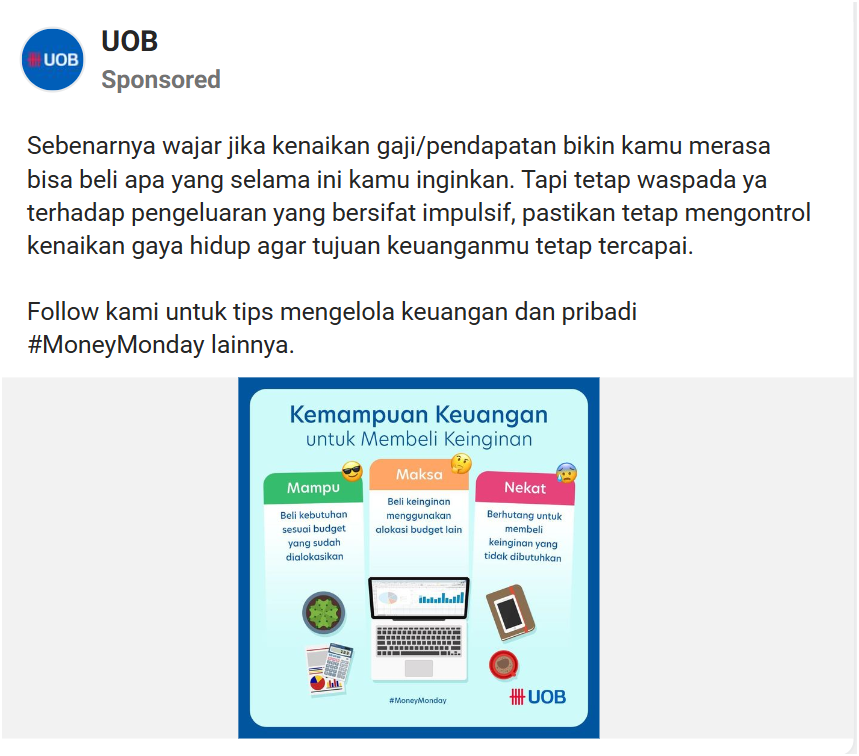 UOB
UOB
Sponsored
Sebenarnya wajar jika kenaikan gaji/pendapatan bikin kamu merasa
bisa beli apa yang selama ini kamu inginkan. Tapi tetap waspada ya
terhadap pengeluaran yang bersifat impulsif, pastikan tetap mengontrol
kenaikan gaya hidup agar tujuan keuanganmu tetap tercapai.
Follow kami untuk tips mengelola keuangan dan pribadi
#MoneyMonday lainnya.
Kemampuan Keuangan
untuk Membeli Keinginan
Mampu
Beli kebutuhan
sesuai budget
yang sudah
dialokasikan
Maksa
Beli keinginan
menggunakan
alokasi budget lain
Nekat
Berhutang untuk
membeli
keinginan yang
tidak dibutuhkan
#MoneyMonday
UOB